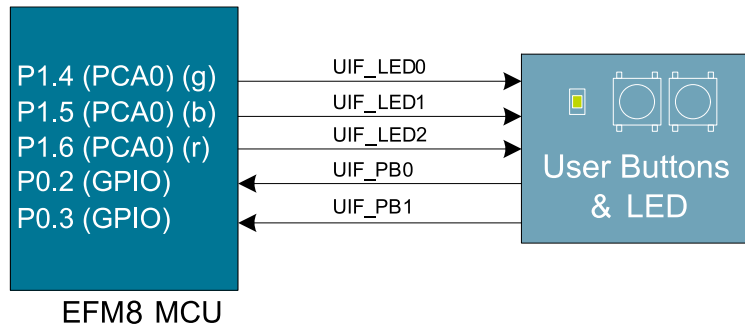 P1.4 (PCA0) (g)
P1.5 (PCA0) (b)
P1.6 (PCA0) (r)
P0.2 (GPIO)
P0.3 (GPIO)
UIF_LED0
UIF_LED1
UIF_LED2
UIF_PB0
UIF_PB1
User Buttons
& LED
EFM8 MCU